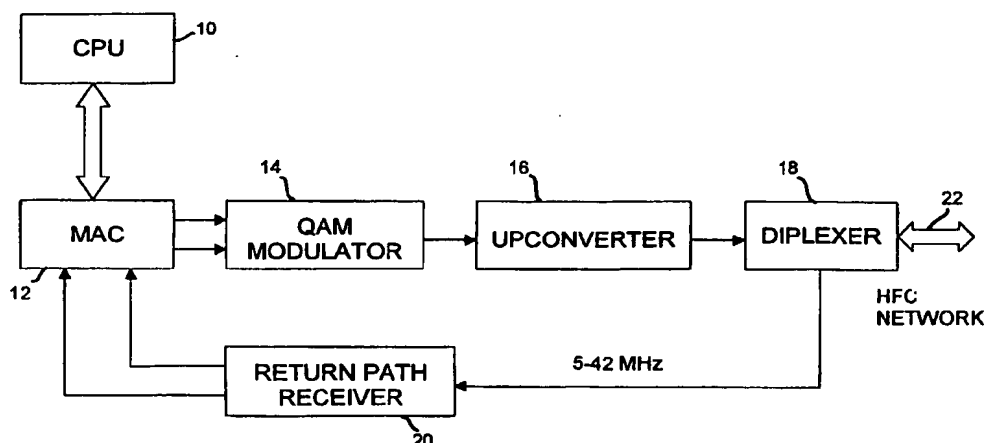 CPU
10
14
16
18
22
MAC
QAM
MODULATOR
UPCONVERTER
DIPLEXER
12
HFC
NETWORK
5-42 MHz
RETURN PATH
RECEIVER
20